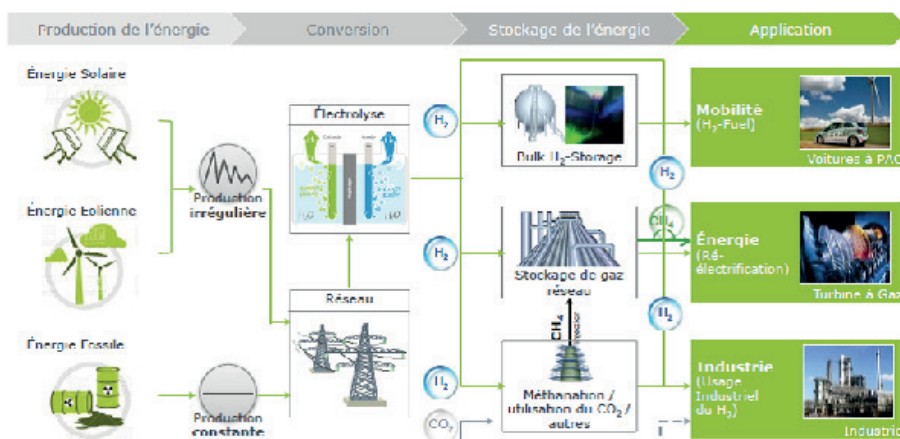 Production de l'énergie
Conversion
Stockage de l'énergie
Application
Énergie Solaire
Énergie Eolienne
Énergie Fossile
Production
irrégulière
Production
constante
Électrolyse
Réseau
H₂
H₂
H₂
CO₂
Bulk H₂-Storage
Stockage de gaz
réseau
CH₄
Méthanation /
utilisation du CO₂ /
autres
H₂
CH₄
H₂
Mobilité
(H₂-Fuel)
Voitures à PAC
Énergie
(Ré-
électrification)
Turbine à Gaz
Industrie
(Usage
Industriel
du H₂)
Industrie